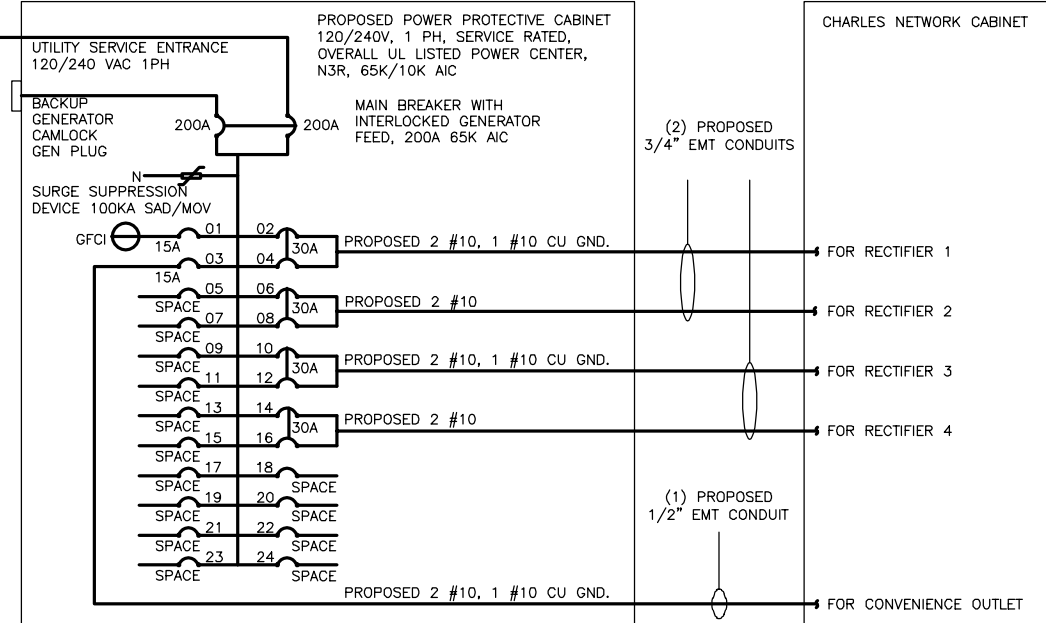 PROPOSED POWER PROTECTIVE CABINET
120/240V, 1 PH, SERVICE RATED,
OVERALL UL LISTED POWER CENTER,
N3R, 65K/10K AIC
CHARLES NETWORK CABINET
UTILITY SERVICE ENTRANCE
120/240 VAC 1PH
BACKUP
GENERATOR
CAMLOCK
GEN PLUG
200A
200A
MAIN BREAKER WITH
INTERLOCKED GENERATOR
FEED, 200A 65K AIC
(2) PROPOSED
3/4" EMT CONDUITS
N
SURGE SUPPRESSION
DEVICE 100KA SAD/MOV
GFCI
15A
01
02
30A
PROPOSED 2 #10, 1 #10 CU GND.
FOR RECTIFIER 1
15A
03
04
SPACE
05
06
30A
PROPOSED 2 #10
FOR RECTIFIER 2
SPACE
07
08
SPACE
09
10
30A
PROPOSED 2 #10, 1 #10 CU GND.
FOR RECTIFIER 3
SPACE
11
12
SPACE
13
14
30A
PROPOSED 2 #10
FOR RECTIFIER 4
SPACE
15
16
SPACE
17
18
SPACE
SPACE
19
20
SPACE
SPACE
21
22
SPACE
SPACE
23
24
SPACE
(1) PROPOSED
1/2" EMT CONDUIT
PROPOSED 2 #10, 1 #10 CU GND.
FOR CONVENIENCE OUTLET